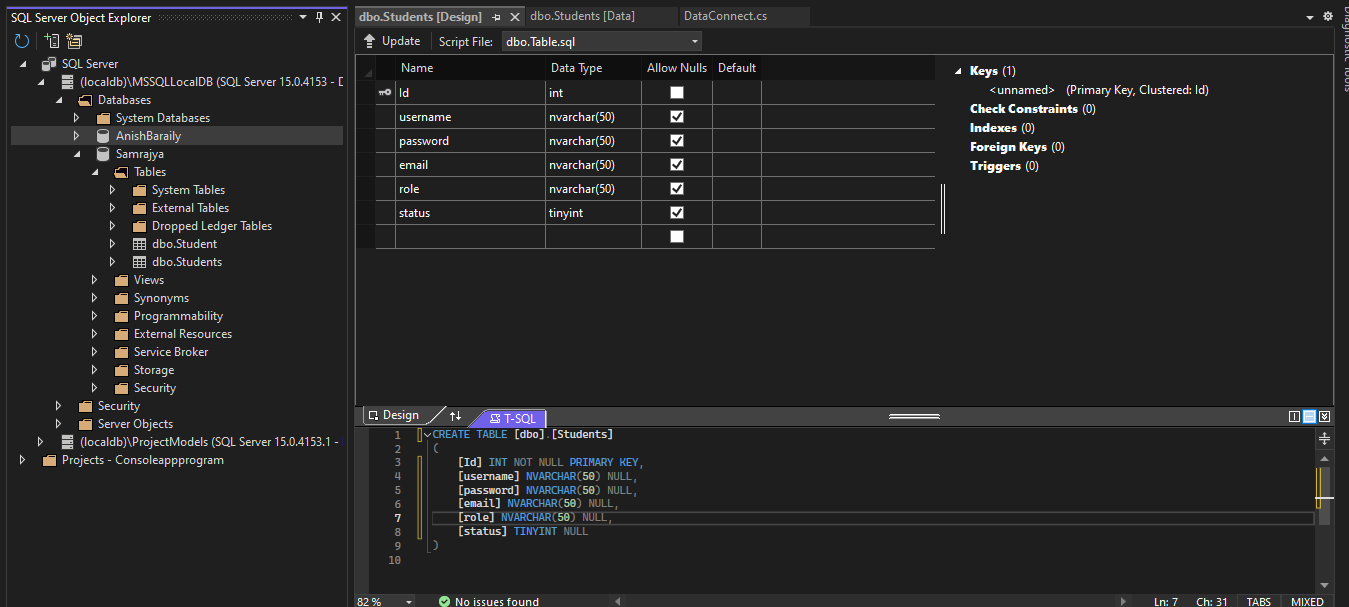 SQL Server Object Explorer
SQL Server
(localdb)\MSSQLLocalDB (SQL Server 15.0.4153 - D
Databases
System Databases
AnishBaraily
Samrajya
Tables
System Tables
External Tables
Dropped Ledger Tables
dbo.Student
dbo.Students
Views
Synonyms
Programmability
External Resources
Service Broker
Storage
Security
Security
Server Objects
(localdb)\ProjectModels (SQL Server 15.0.4153.1 -
Projects - Consoleappprogram
dbo.Students [Design]
dbo.Students [Data]
DataConnect.cs
Update
Script File:
dbo.Table.sql
Name Data Type Allow Nulls Default
Id int
username nvarchar(50)
password nvarchar(50)
email nvarchar(50)
role nvarchar(50)
status tinyint
Keys (1)
<unnamed> (Primary Key, Clustered: Id)
Check Constraints (0)
Indexes (0)
Foreign Keys (0)
Triggers (0)
Diagnostic Tools
Design
T-SQL
1 CREATE TABLE [dbo].[Students]
2 (
3 [Id] INT NOT NULL PRIMARY KEY,
4 [username] NVARCHAR(50) NULL,
5 [password] NVARCHAR(50) NULL,
6 [email] NVARCHAR(50) NULL,
7 [role] NVARCHAR(50) NULL,
8 [status] TINYINT NULL
9 )
10
82 %
No issues found
Ln: 7 Ch: 31 TABS MIXED